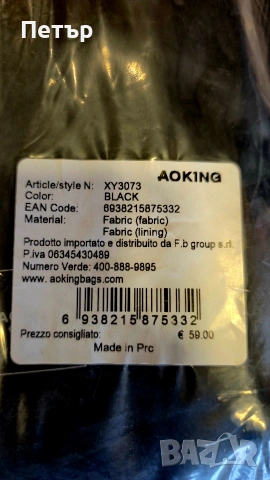 Петър
AOKING
Article/style N: XY3073
Color: BLACK
EAN Code: 6938215875332
Material: Fabric (fabric)
Fabric (lining)
Prodotto importato e distribuito da F.b group s.r.l.
P.iva 06345430489
Numero Verde: 400-888-9895
www.aokingbags.com
6 938215 875332
Prezzo consigliato: € 59.00
Made in Prc
BAZAR